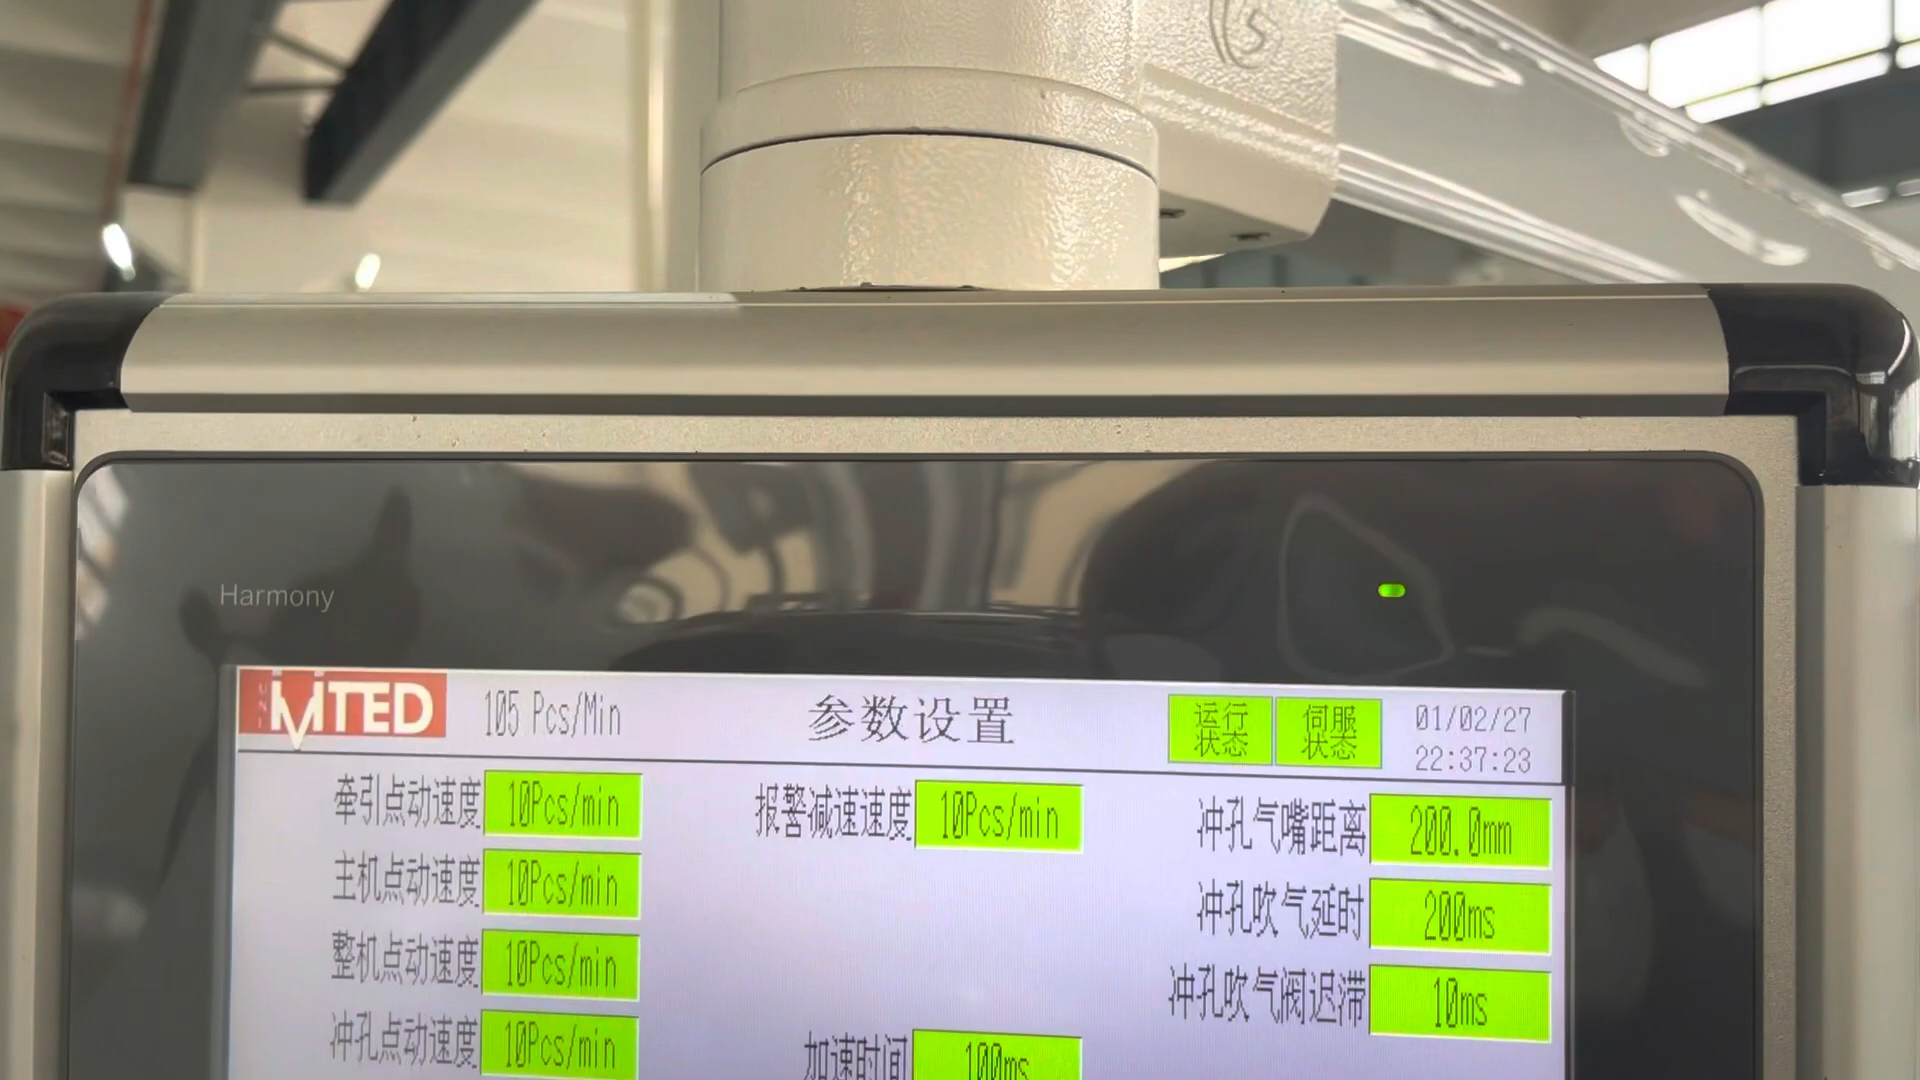 Harmony
UNITED
105 Pcs/Min
参数设置
运行
状态
伺服
状态
01/02/27
22:37:23
牵引点动速度 10Pcs/min
报警减速速度 10Pcs/min
冲孔气嘴距离 200.0mm
主机点动速度 10Pcs/min
冲孔吹气延时 200ms
整机点动速度 10Pcs/min
冲孔吹气阀迟滞 10ms
冲孔点动速度 10Pcs/min
加速时间 100ms